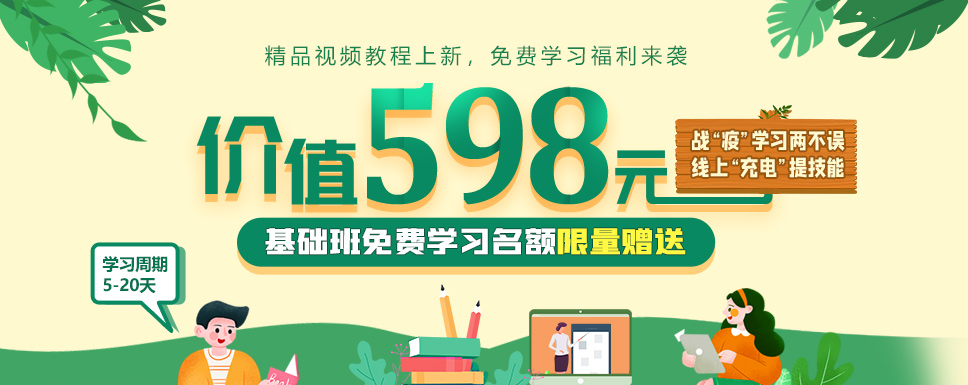 精品视频教程上新，免费学习福利来袭
价值598元
战“疫”学习两不误
线上“充电”提技能
基础班免费学习名额限量赠送
学习周期
5-20天
Book